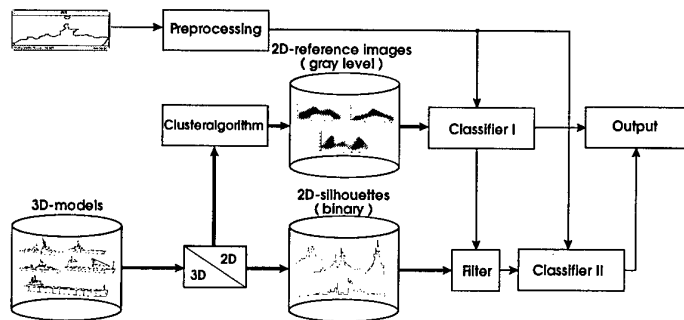 Preprocessing
2D-reference images
( gray level )
Clusteralgorithm
Classifier I
Output
3D-models
2D-silhouettes
( binary )
2D
3D
Filter
Classifier II